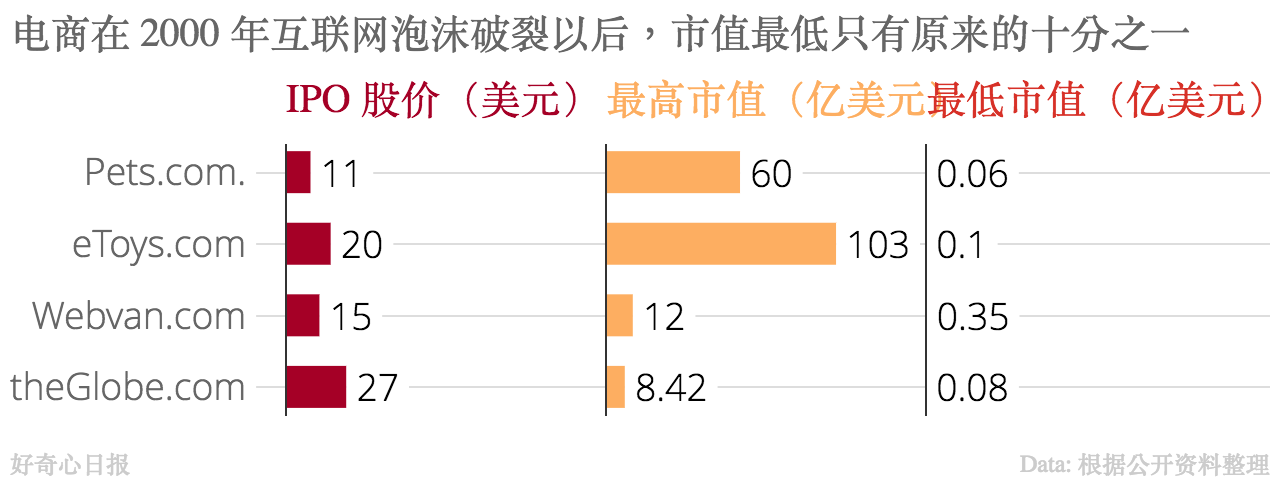 电商在 2000 年互联网泡沫破裂以后，市值最低只有原来的十分之一
IPO 股价（美元） 最高市值（亿美元） 最低市值（亿美元）
Pets.com. 11 60 0.06
eToys.com 20 103 0.1
Webvan.com 15 12 0.35
theGlobe.com 27 8.42 0.08
好奇心日报 Data: 根据公开资料整理